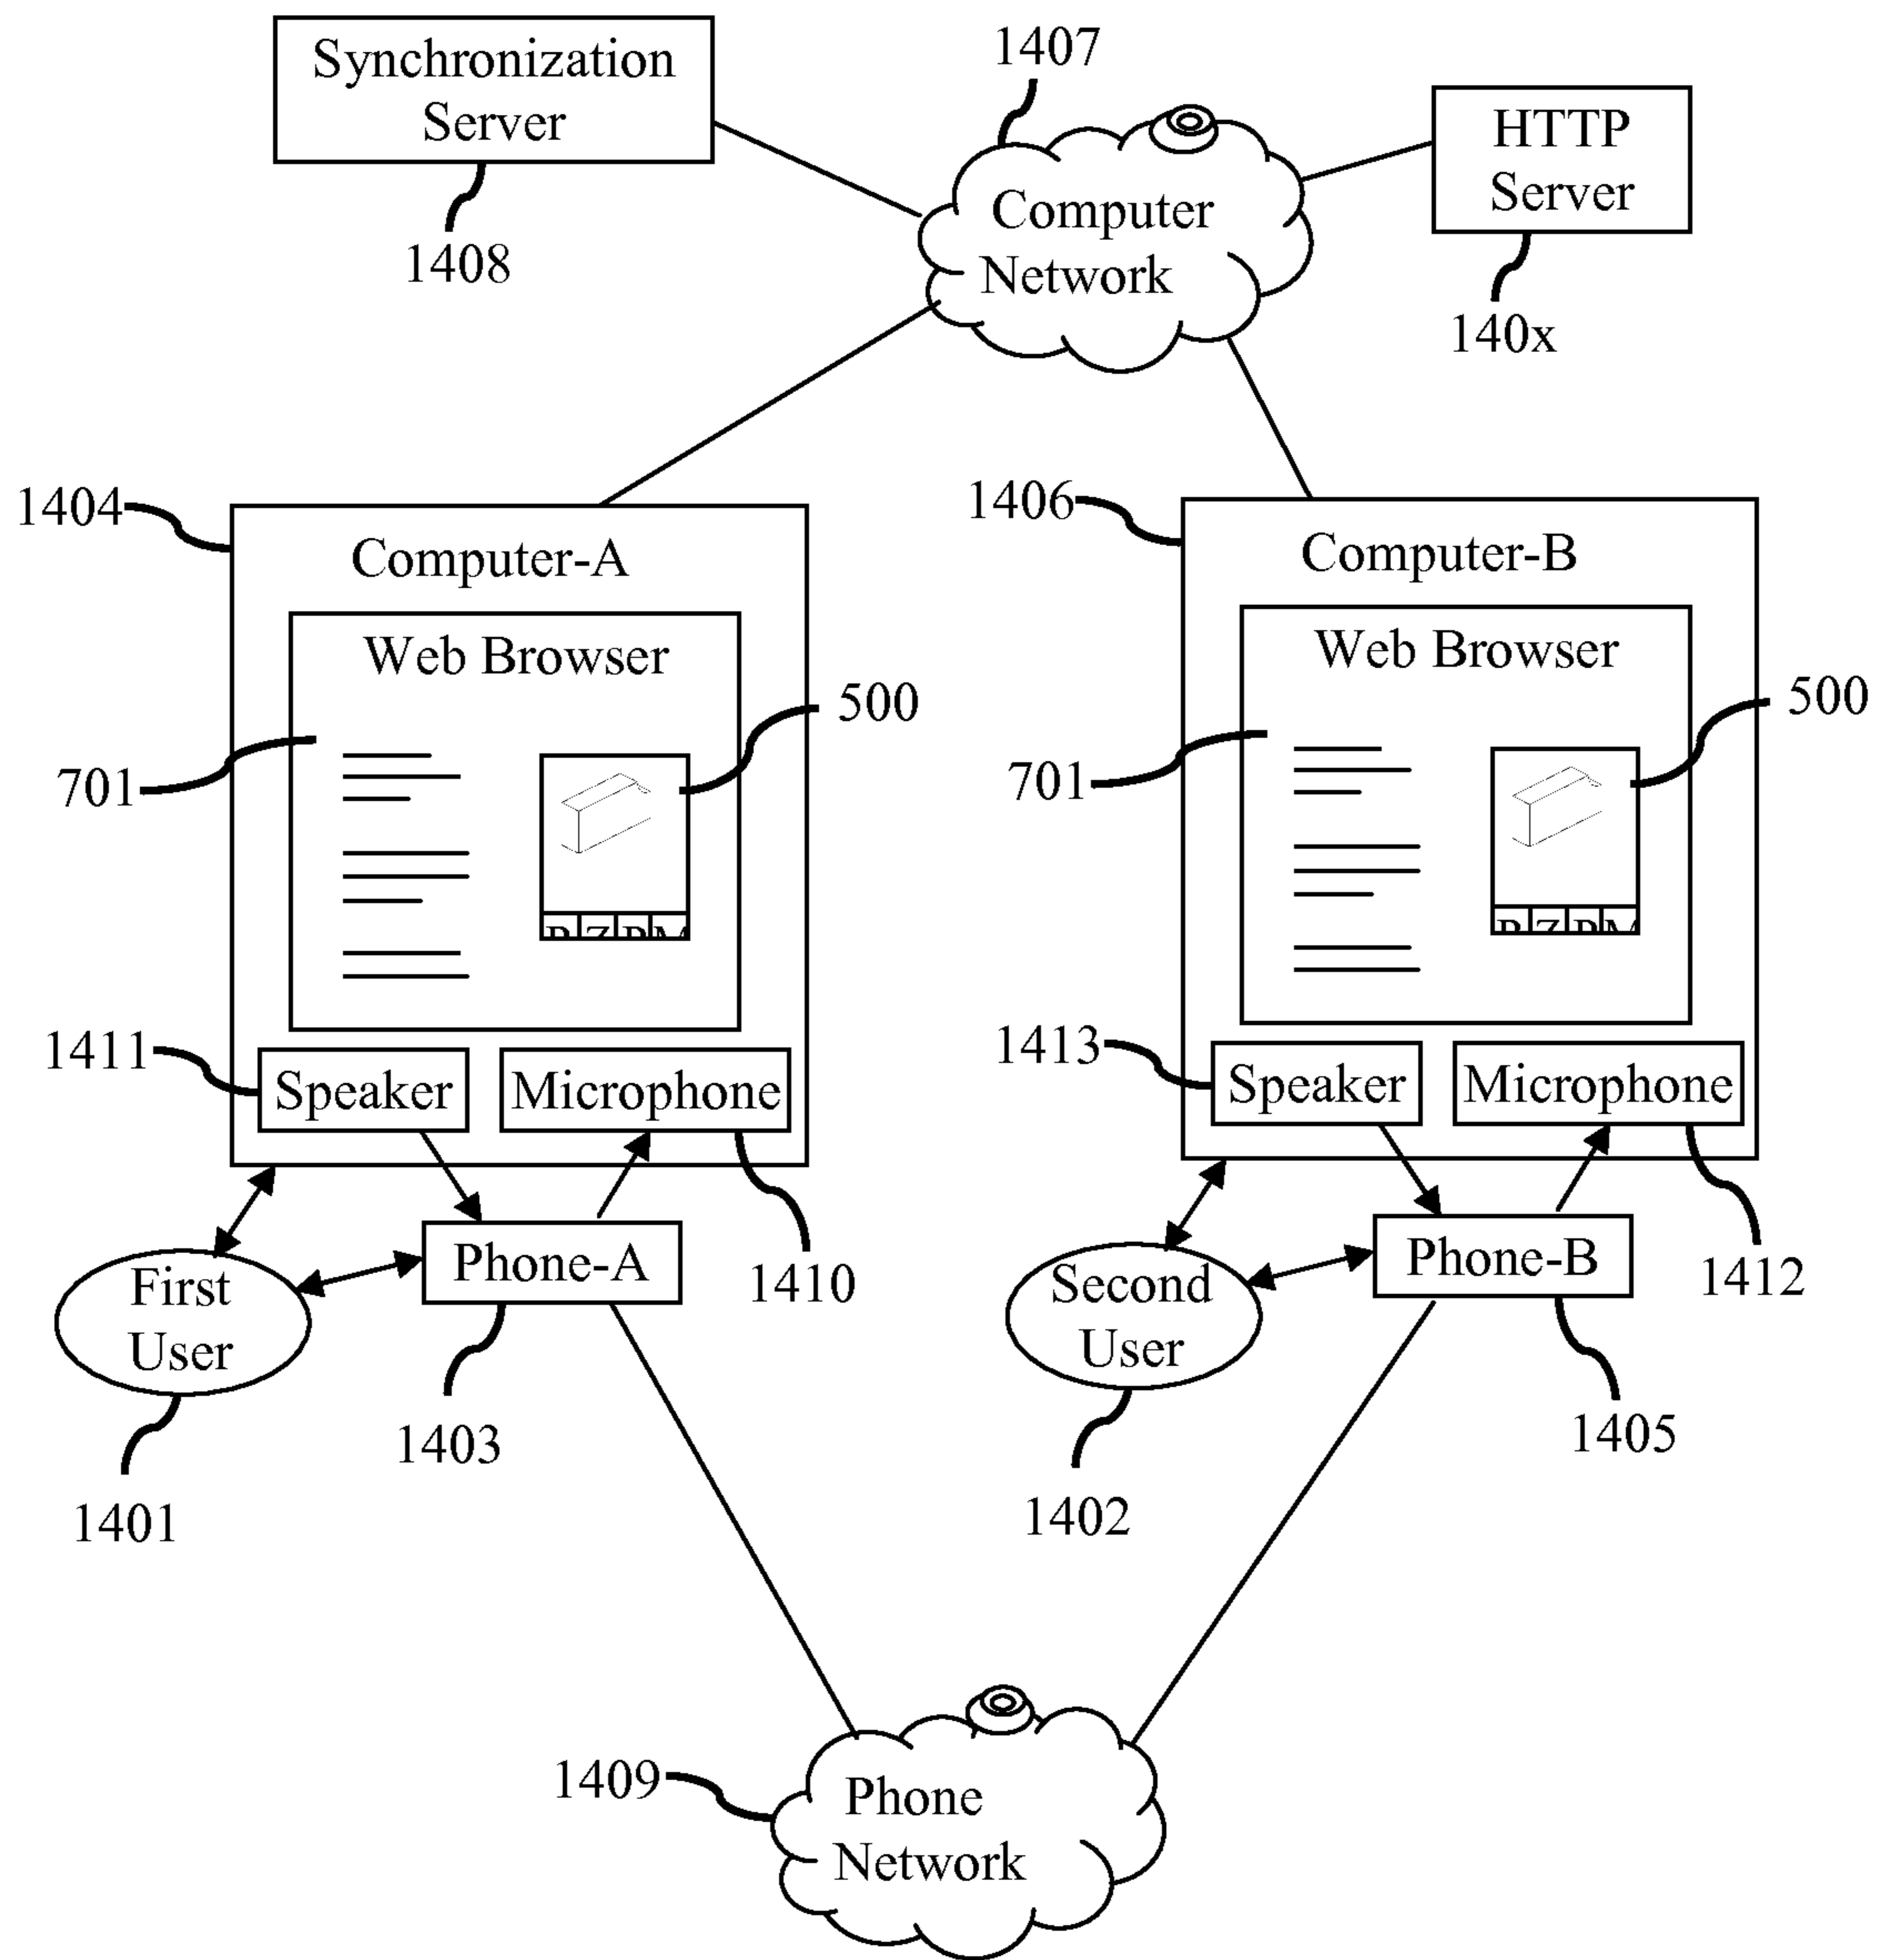 Synchronization
Server
1408
1407
Computer
Network
HTTP
Server
140x
1404
Computer-A
Web Browser
500
701
1411
Speaker
Microphone
1410
First
User
1401
Phone-A
1403
1406
Computer-B
Web Browser
500
701
1413
Speaker
Microphone
1412
Second
User
1402
Phone-B
1405
1409
Phone
Network